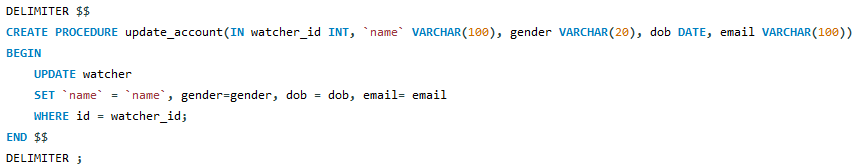 DELIMITER $$
CREATE PROCEDURE update_account(IN watcher_id INT, `name` VARCHAR(100), gender VARCHAR(20), dob DATE, email VARCHAR(100))
BEGIN
    UPDATE watcher
    SET `name` = `name`, gender=gender, dob = dob, email= email
    WHERE id = watcher_id;
END $$
DELIMITER ;